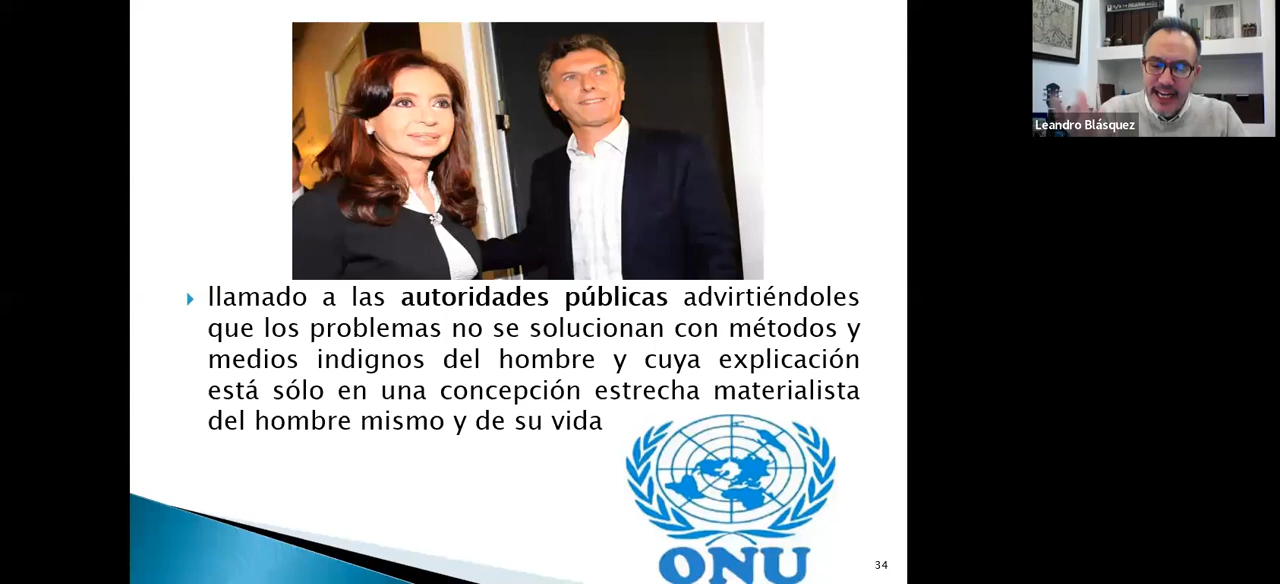 Leandro Blásquez
llamado a las autoridades públicas advirtiéndoles
que los problemas no se solucionan con métodos y
medios indignos del hombre y cuya explicación
está sólo en una concepción estrecha materialista
del hombre mismo y de su vida
ONU
34